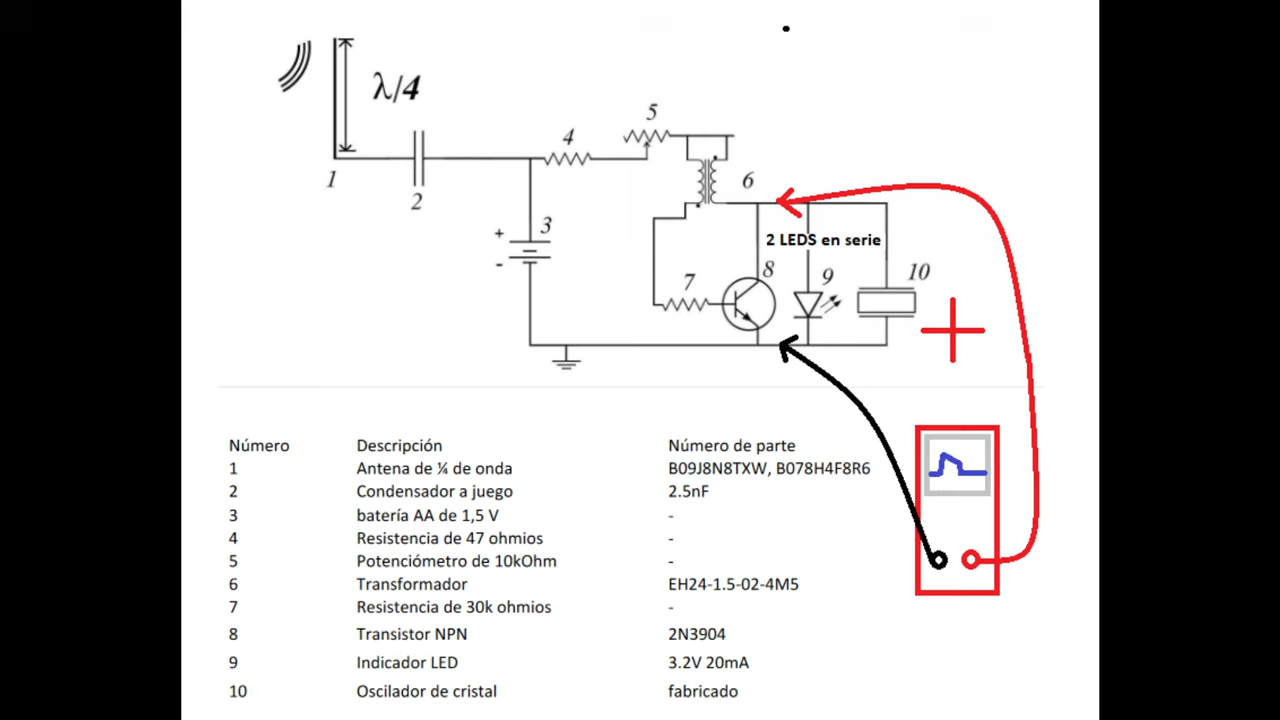 λ/4
1
2
4
5
6
+
3
-
2 LEDS en serie
7
8
9
10
Número Descripción Número de parte
1 Antena de ¼ de onda B09J8N8TXW, B078H4F8R6
2 Condensador a juego 2.5nF
3 batería AA de 1,5 V -
4 Resistencia de 47 ohmios -
5 Potenciómetro de 10kOhm -
6 Transformador EH24-1.5-02-4M5
7 Resistencia de 30k ohmios -
8 Transistor NPN 2N3904
9 Indicador LED 3.2V 20mA
10 Oscilador de cristal fabricado